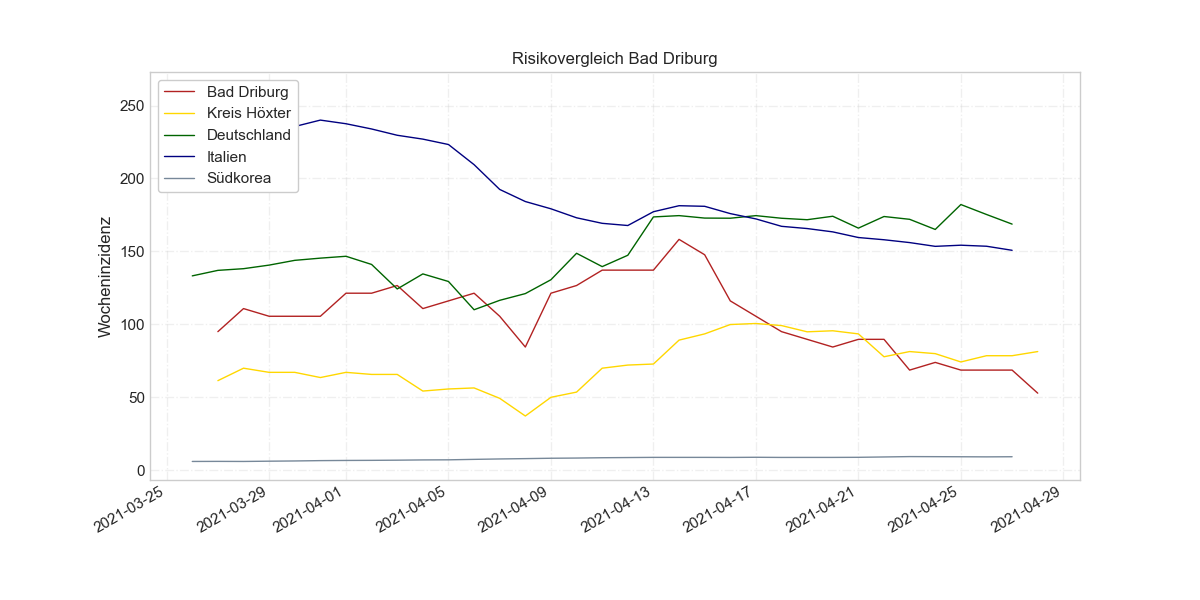 Risikovergleich Bad Driburg
Bad Driburg
Kreis Höxter
Deutschland
Italien
Südkorea
Wocheninzidenz
250
200
150
100
50
0
2021-03-25
2021-03-29
2021-04-01
2021-04-05
2021-04-09
2021-04-13
2021-04-17
2021-04-21
2021-04-25
2021-04-29